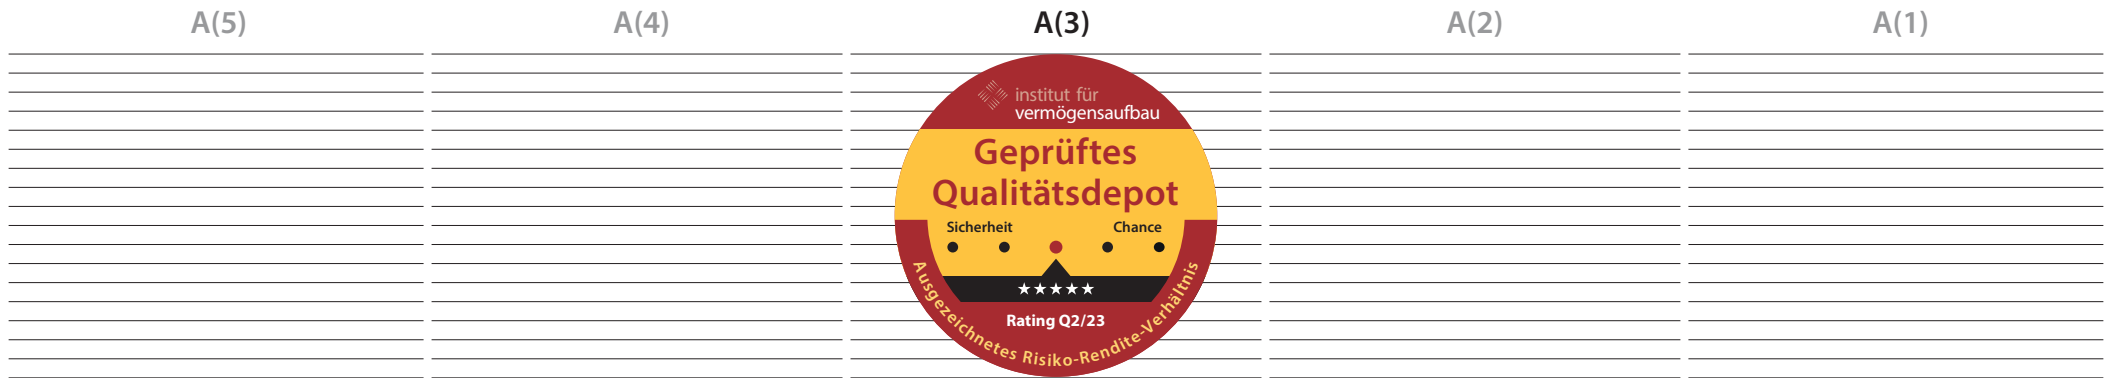 A(5) A(4) A(3) A(2) A(1)
institut für
vermögensaufbau
Geprüftes
Qualitätsdepot
Sicherheit Chance
★★★★★
Rating Q2/23
Ausgezeichnetes Risiko-Rendite-Verhältnis